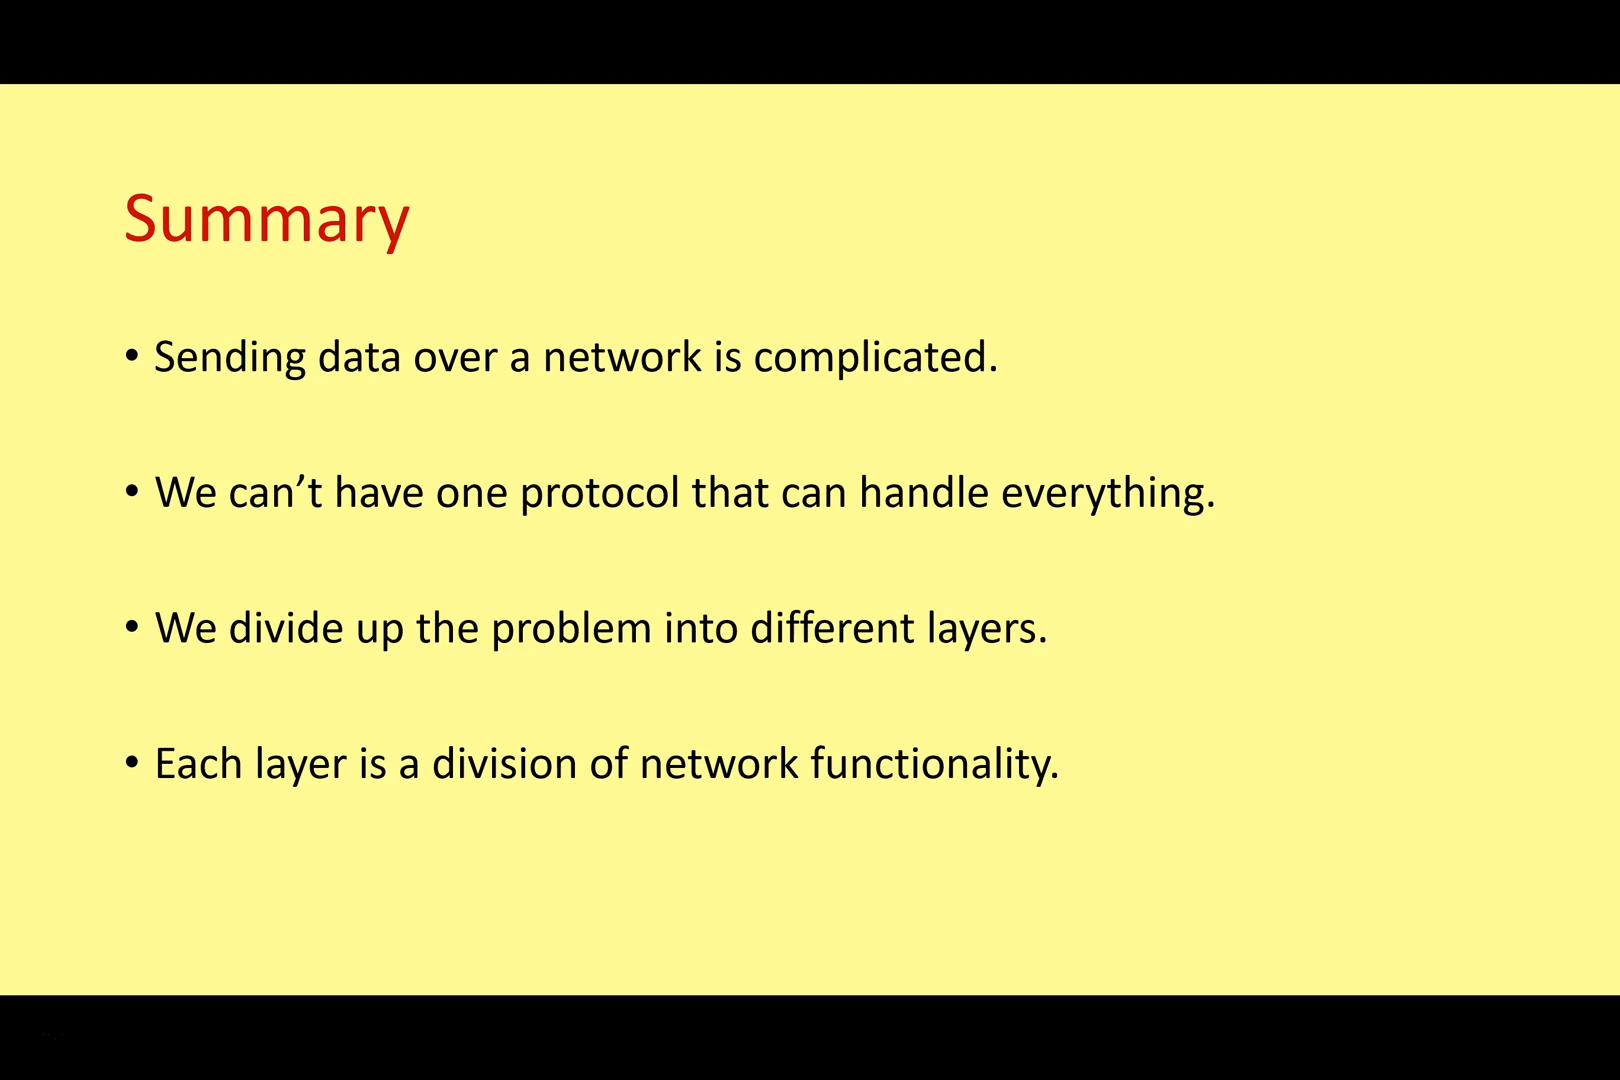 Summary
• Sending data over a network is complicated.
• We can’t have one protocol that can handle everything.
• We divide up the problem into different layers.
• Each layer is a division of network functionality.